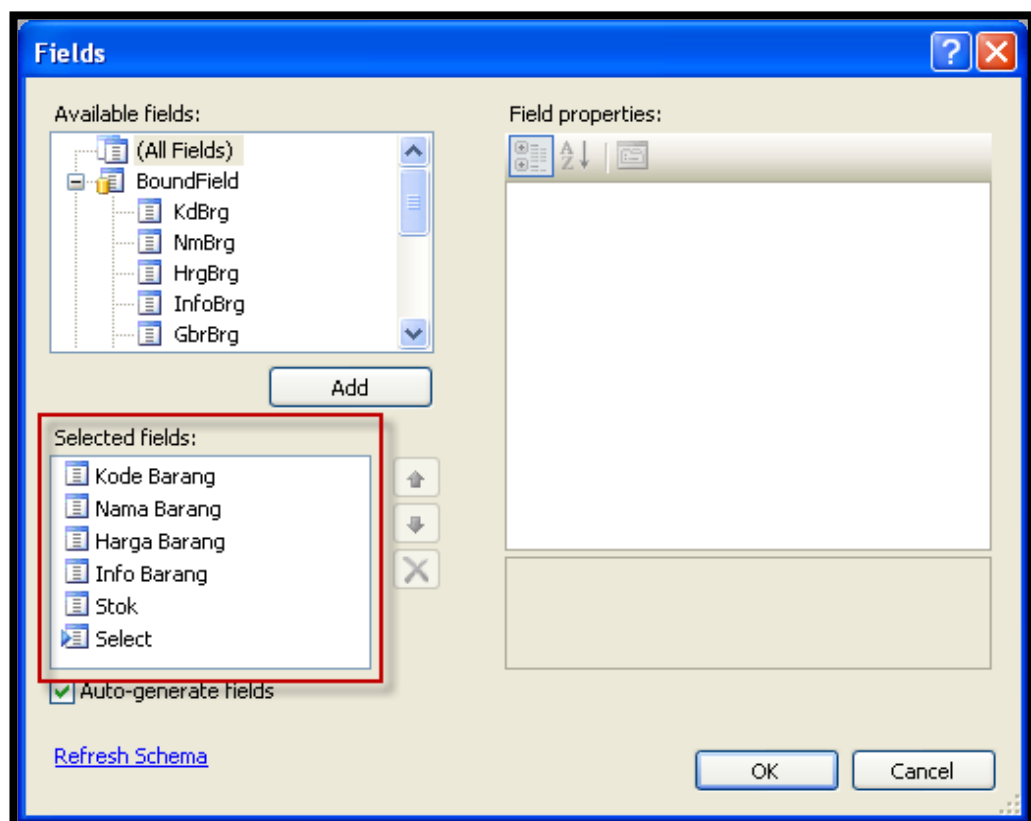 Fields
Available fields:
(All Fields)
BoundField
KdBrg
NmBrg
HrgBrg
InfoBrg
GbrBrg
Add
Selected fields:
Kode Barang
Nama Barang
Harga Barang
Info Barang
Stok
Select
Auto-generate fields
Refresh Schema
Field properties:
A
Z
OK
Cancel